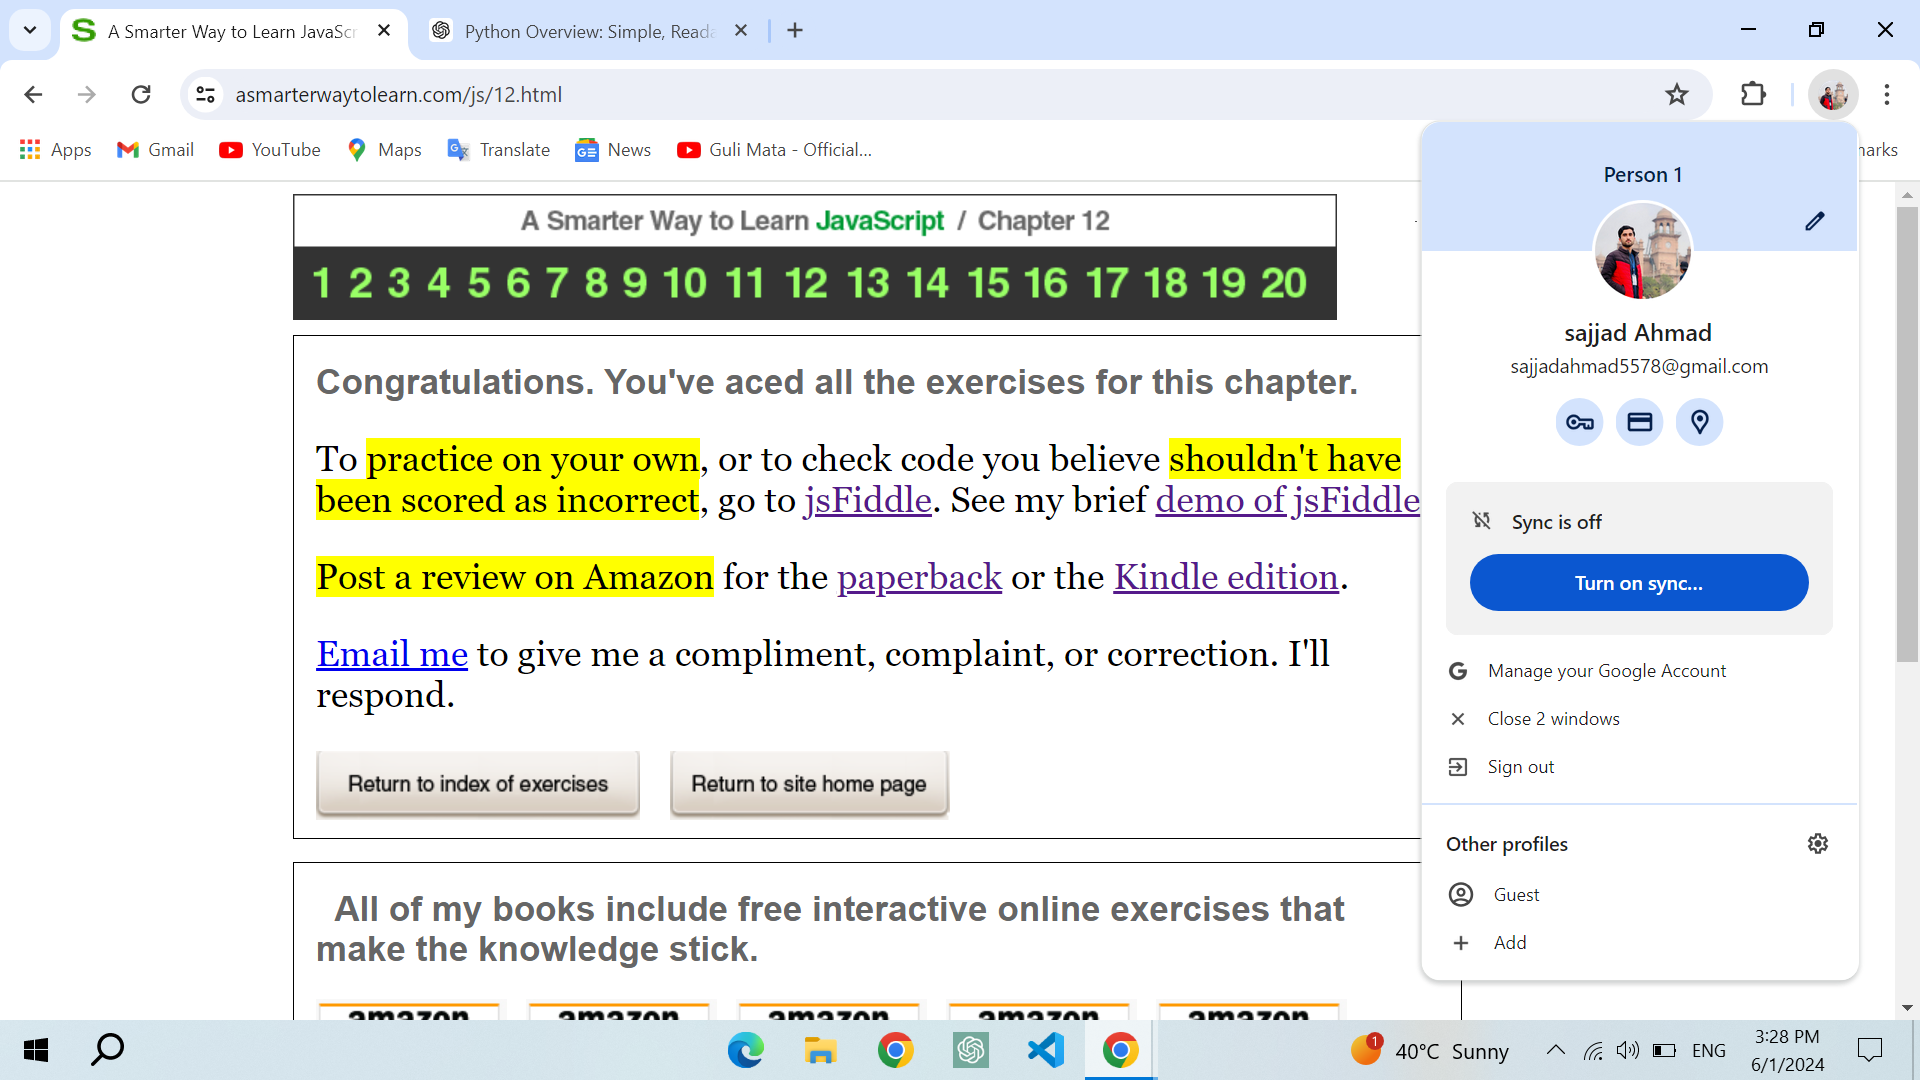 A Smarter Way to Learn JavaScr
Python Overview: Simple, Reada
asmarterwaytolearn.com/js/12.html
Apps
Gmail
YouTube
Maps
Translate
News
Guli Mata - Official...
A Smarter Way to Learn JavaScript / Chapter 12
1 2 3 4 5 6 7 8 9 10 11 12 13 14 15 16 17 18 19 20
Congratulations. You've aced all the exercises for this chapter.
To practice on your own, or to check code you believe shouldn't have
been scored as incorrect, go to jsFiddle. See my brief demo of jsFiddle
Post a review on Amazon for the paperback or the Kindle edition.
Email me to give me a compliment, complaint, or correction. I'll
respond.
Return to index of exercises
Return to site home page
All of my books include free interactive online exercises that
make the knowledge stick.
amazon amazon amazon amazon amazon
Person 1
sajjad Ahmad
sajjadahmad5578@gmail.com
Sync is off
Turn on sync...
Manage your Google Account
Close 2 windows
Sign out
Other profiles
Guest
Add
1
40°C Sunny
ENG
3:28 PM
6/1/2024